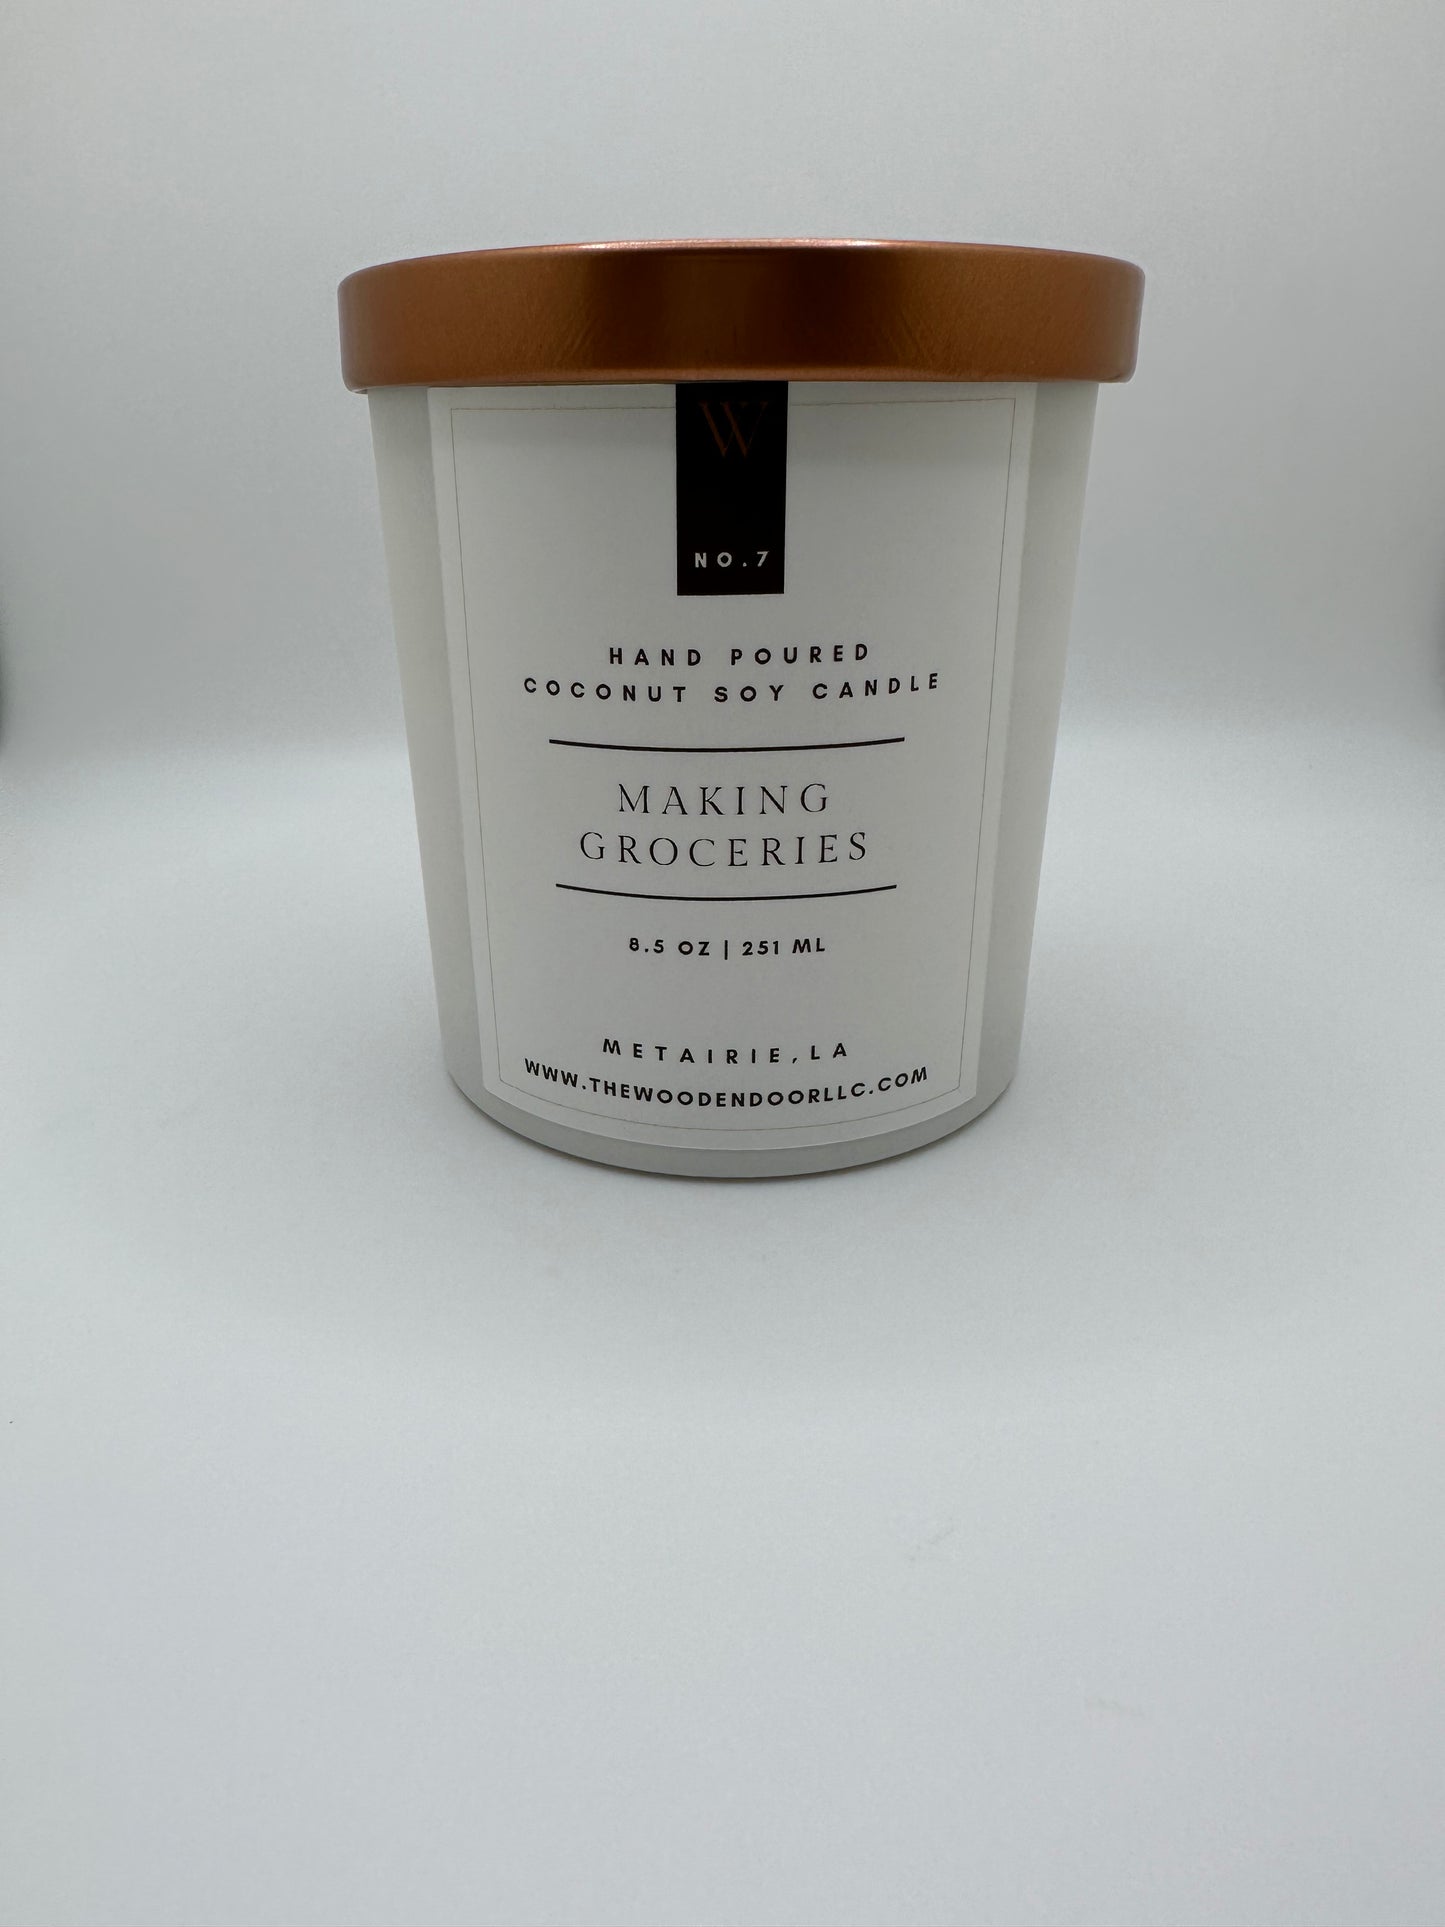 W
NO.7
HAND POURED
COCONUT SOY CANDLE
MAKING
GROCERIES
8.5 OZ | 251 ML
METAIRIE, LA
WWW.THEWOODENDOORLLC.COM